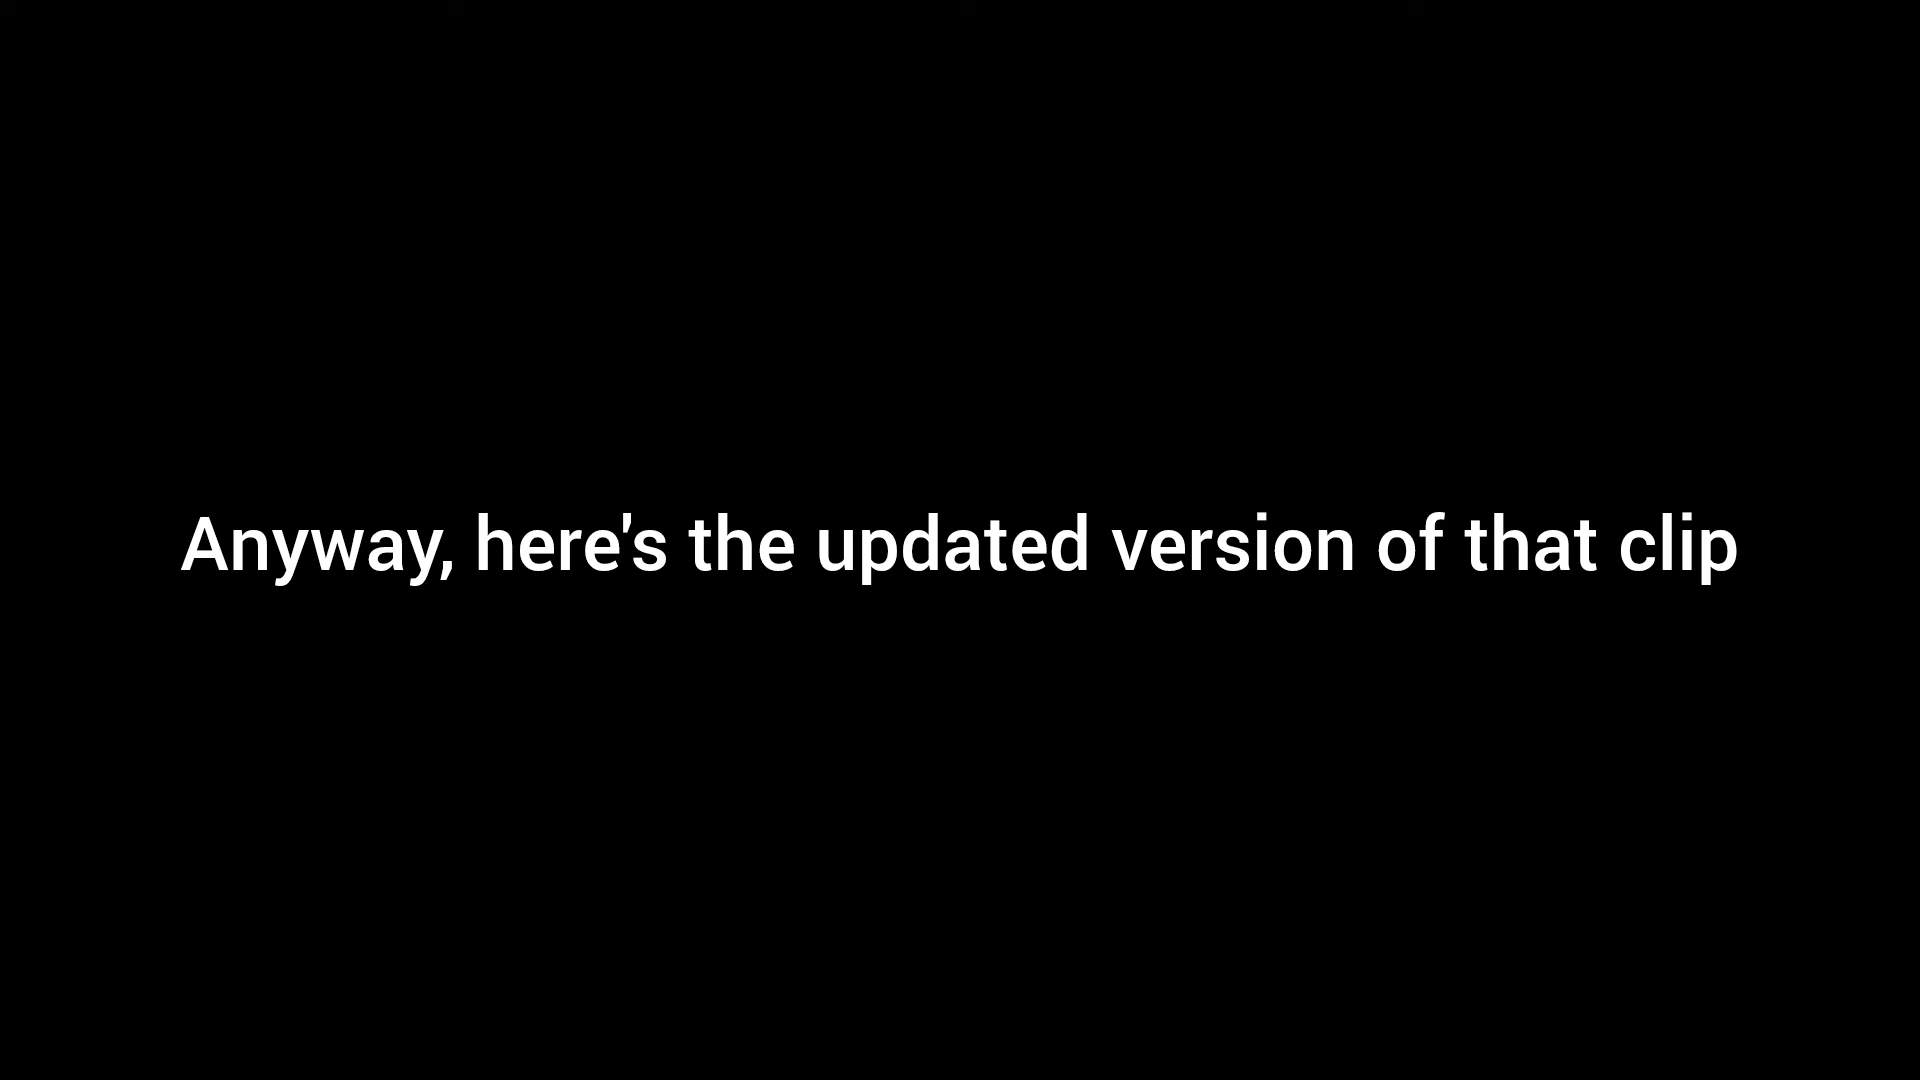 Anyway, here's the updated version of that clip